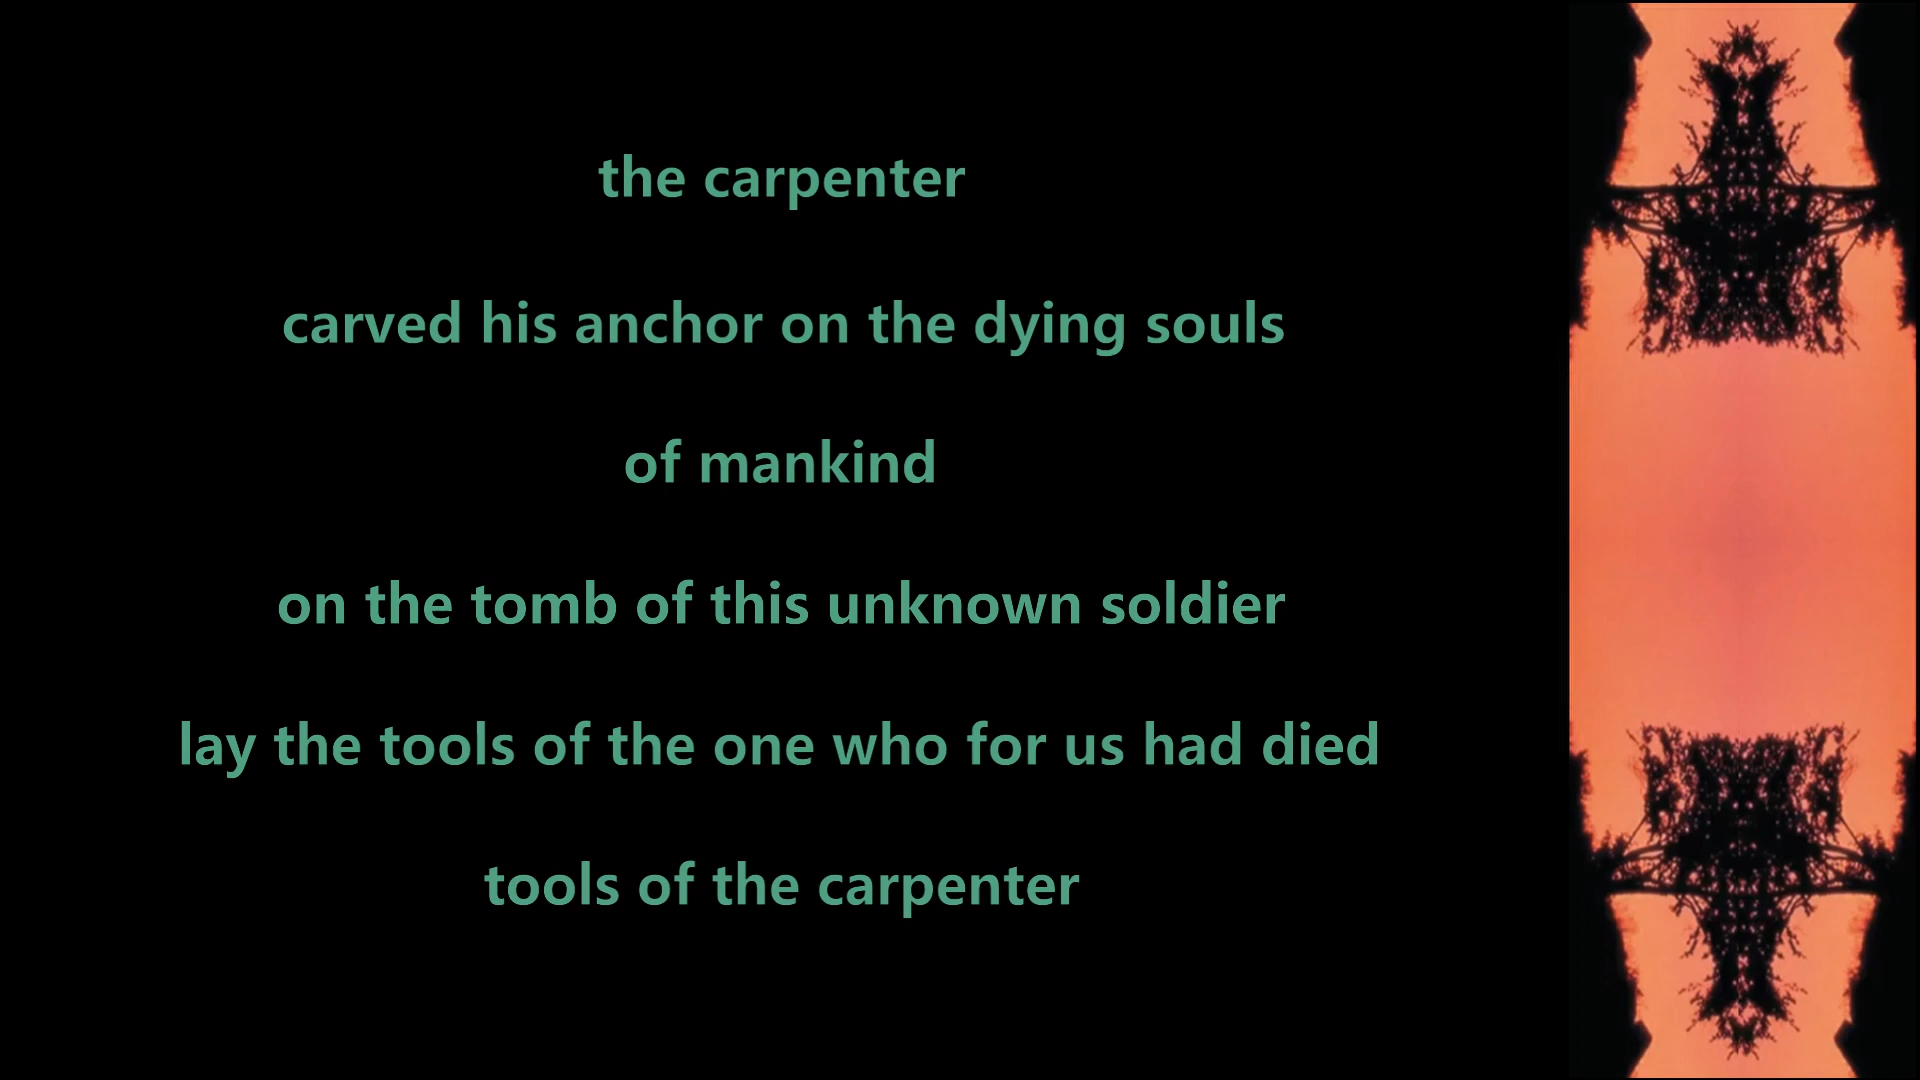 the carpenter
carved his anchor on the dying souls
of mankind
on the tomb of this unknown soldier
lay the tools of the one who for us had died
tools of the carpenter